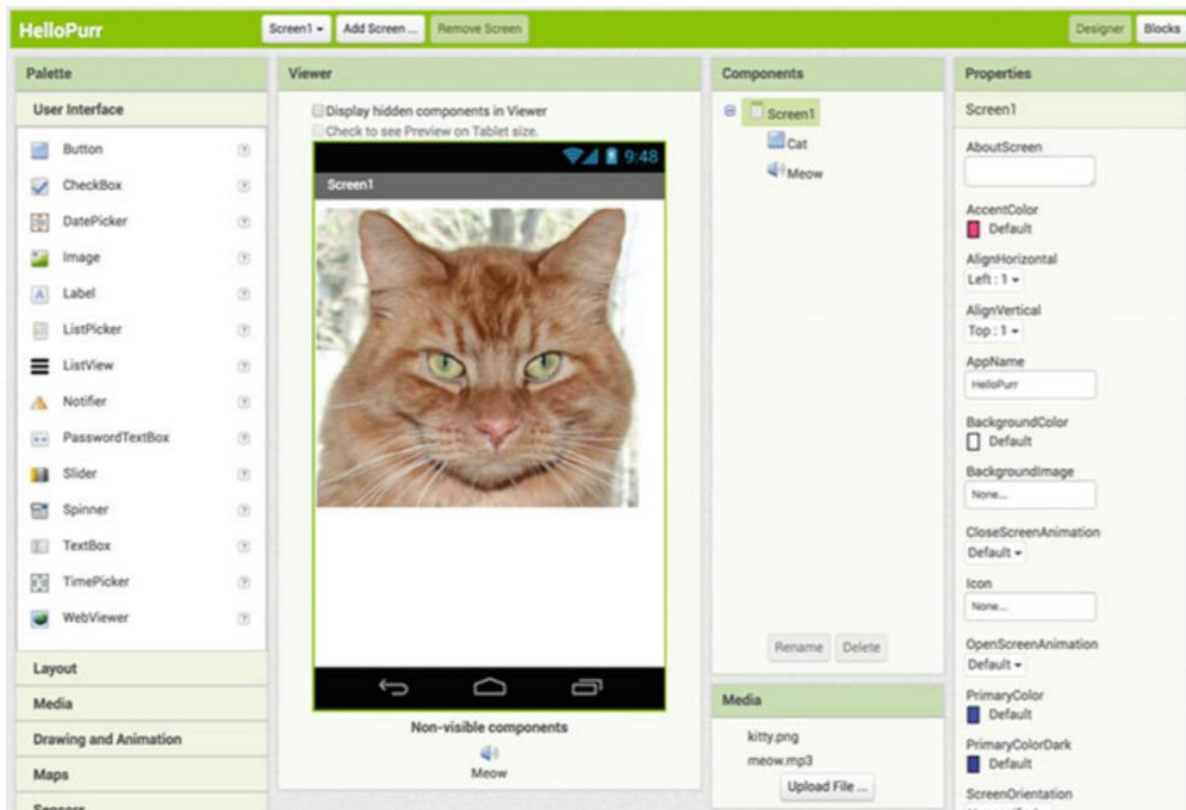 HelloPurr
Screen1
Add Screen ...
Remove Screen
Designer
Blocks
Palette
User Interface
Button
CheckBox
DatePicker
Image
Label
ListPicker
ListView
Notifier
PasswordTextBox
Slider
Spinner
TextBox
TimePicker
WebViewer
Layout
Media
Drawing and Animation
Maps
Sensors
Viewer
Display hidden components in Viewer
Check to see Preview on Tablet size.
9:48
Screen1
Non-visible components
Meow
Components
Screen1
Cat
Meow
Rename
Delete
Media
kitty.png
meow.mp3
Upload File ...
Properties
Screen1
AboutScreen
AccentColor
Default
AlignHorizontal
Left : 1
AlignVertical
Top : 1
AppName
HelloPurr
BackgroundColor
Default
BackgroundImage
None...
CloseScreenAnimation
Default
Icon
None...
OpenScreenAnimation
Default
PrimaryColor
Default
PrimaryColorDark
Default
ScreenOrientation